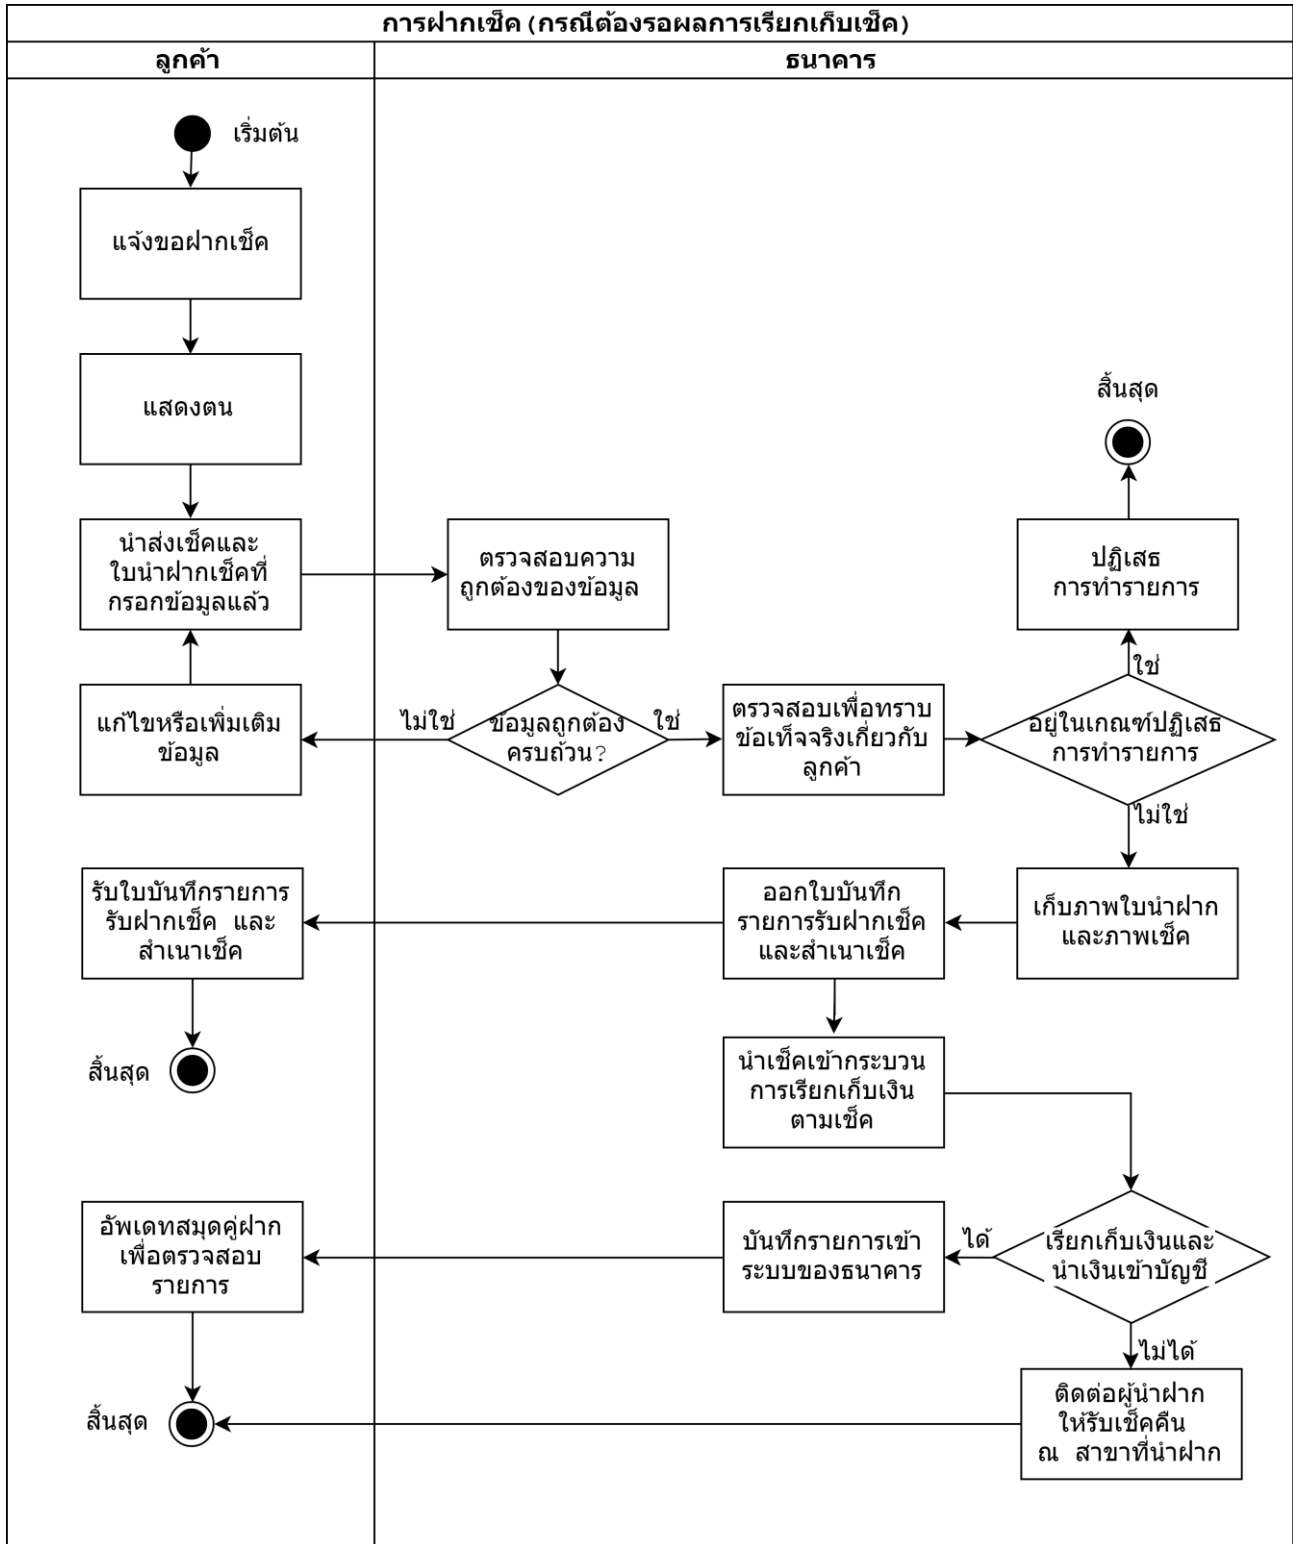 การฝากเช็ค (กรณีต้องรอผลการเรียกเก็บเช็ค)
ลูกค้า
ธนาคาร
เริ่มต้น
แจ้งขอฝากเช็ค
แสดงตน
สิ้นสุด
นำส่งเช็คและ
ใบนำฝากเช็คที่
กรอกข้อมูลแล้ว
ตรวจสอบความ
ถูกต้องของข้อมูล
ปฏิเสธ
การทำรายการ
ใช่
แก้ไขหรือเพิ่มเติม
ข้อมูล
ไม่ใช่
ข้อมูลถูกต้อง
ครบถ้วน?
ใช่
ตรวจสอบเพื่อทราบ
ข้อเท็จจริงเกี่ยวกับ
ลูกค้า
อยู่ในเกณฑ์ปฏิเสธ
การทำรายการ
ไม่ใช่
รับใบบันทึกรายการ
รับฝากเช็ค และ
สำเนาเช็ค
ออกใบบันทึก
รายการรับฝากเช็ค
และสำเนาเช็ค
เก็บภาพใบนำฝาก
และภาพเช็ค
สิ้นสุด
นำเช็คเข้ากระบวน
การเรียกเก็บเงิน
ตามเช็ค
อัพเดทสมุดคู่ฝาก
เพื่อตรวจสอบ
รายการ
บันทึกรายการเข้า
ระบบของธนาคาร
ได้
เรียกเก็บเงินและ
นำเงินเข้าบัญชี
ไม่ได้
สิ้นสุด
ติดต่อผู้นำฝาก
ให้รับเช็คคืน
ณ สาขาที่นำฝาก